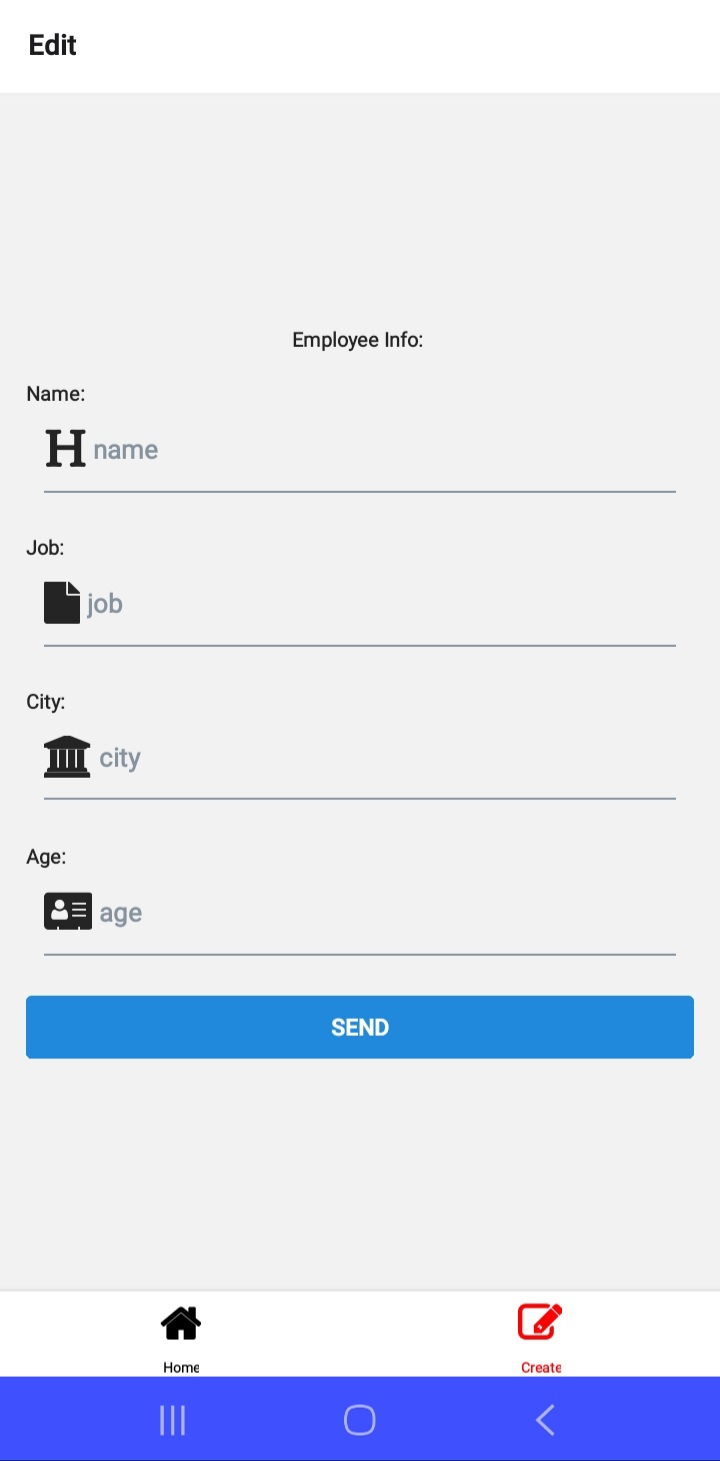 Edit
Employee Info:
Name:
name
Job:
job
City:
city
Age:
age
SEND
Home
Create